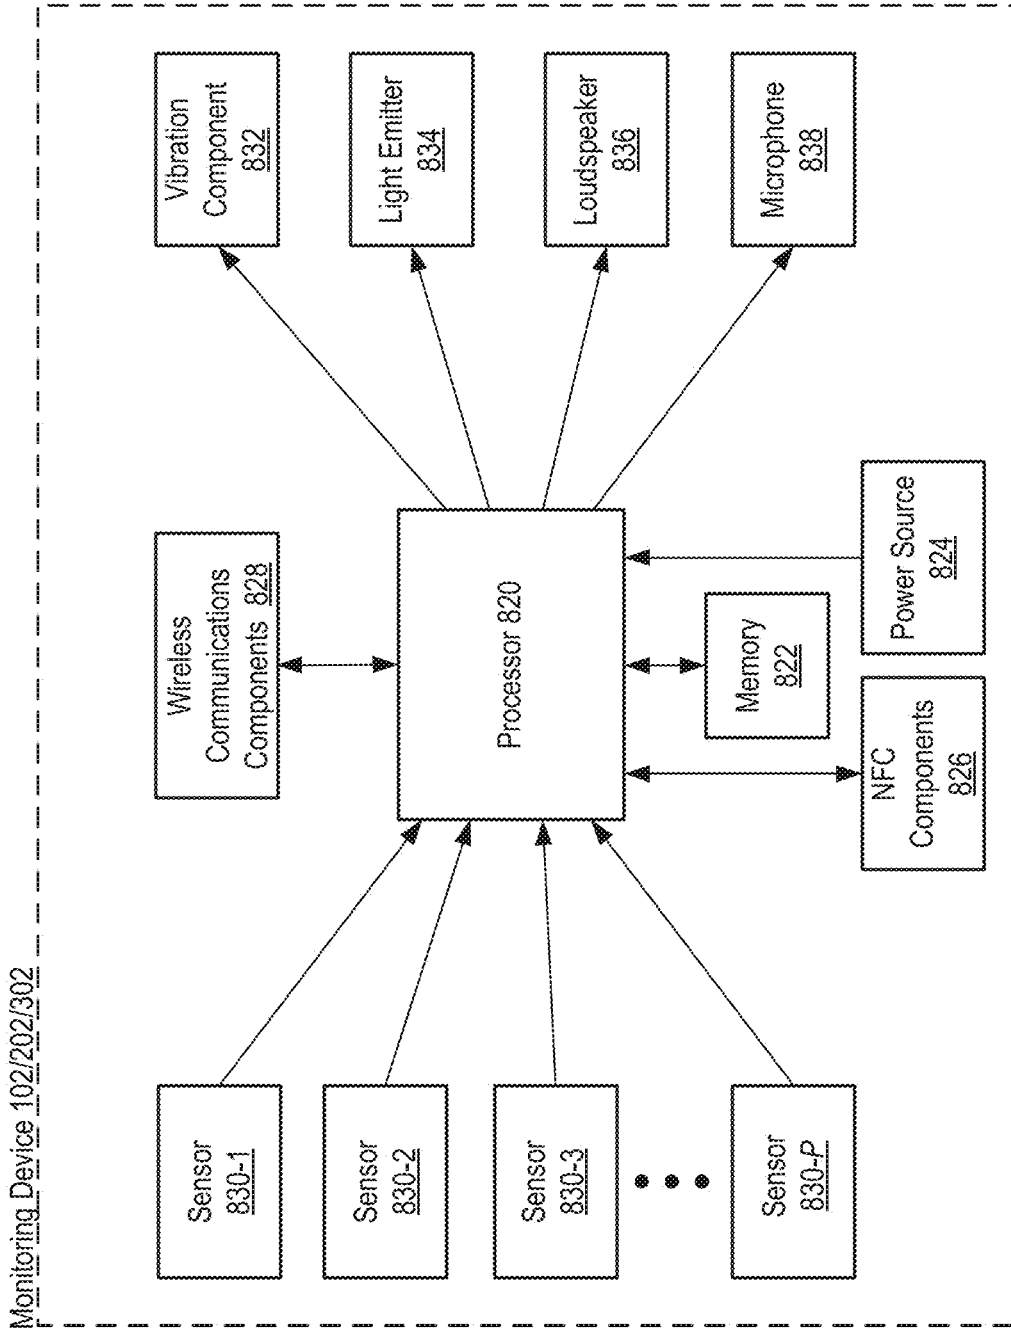 Monitoring Device 102/202/302
Sensor
830-1
Sensor
830-2
Sensor
830-3
Sensor
830-P
Wireless
Communications
Components 828
Processor 820
Memory
822
NFC
Components
826
Power Source
824
Vibration
Component
832
Light Emitter
834
Loudspeaker
836
Microphone
838